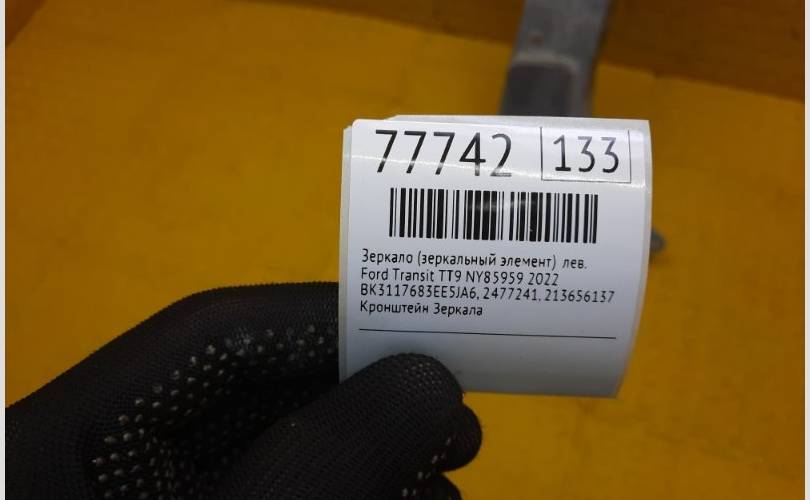 77742 133
Зеркало (зеркальный элемент) лев.
Ford Transit TT9 NY85959 2022
BK3117683EE5JA6, 2477241, 213656137
Кронштейн Зеркала